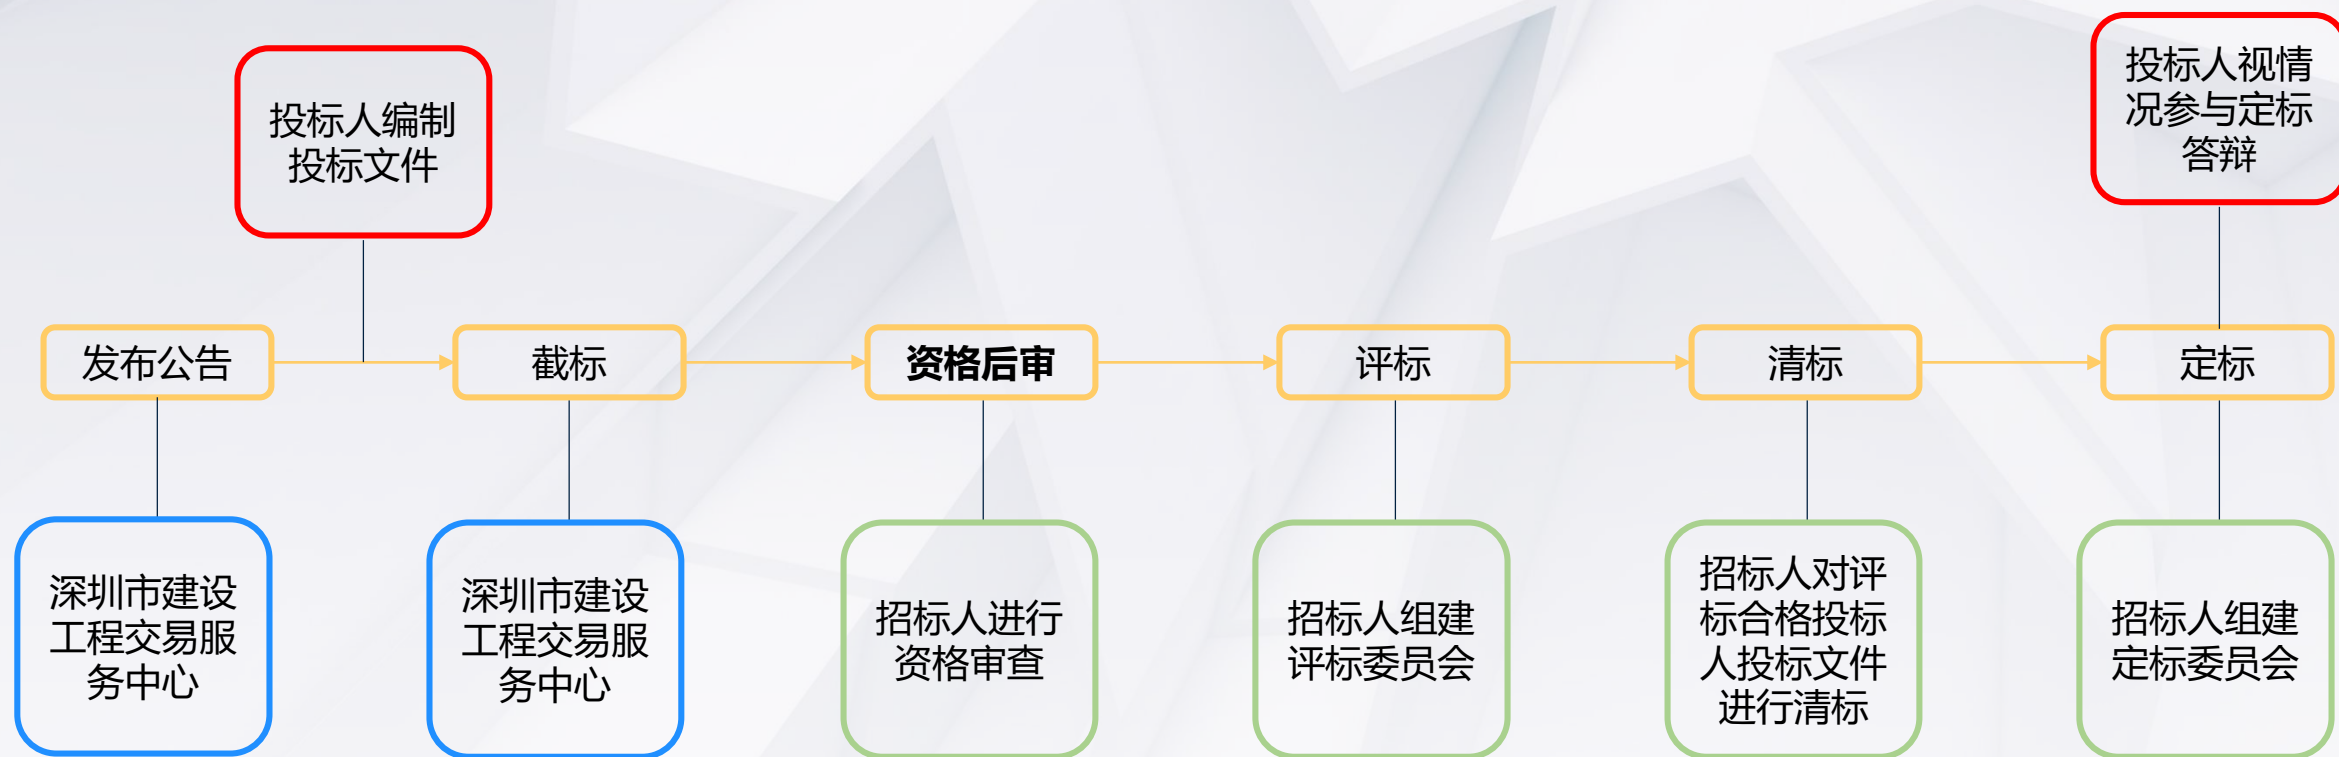 投标人编制
投标文件
投标人视情
况参与定标
答辩
发布公告
截标
资格后审
评标
清标
定标
深圳市建设
工程交易服
务中心
深圳市建设
工程交易服
务中心
招标人进行
资格审查
招标人组建
评标委员会
招标人对评
标合格投标
人投标文件
进行清标
招标人组建
定标委员会